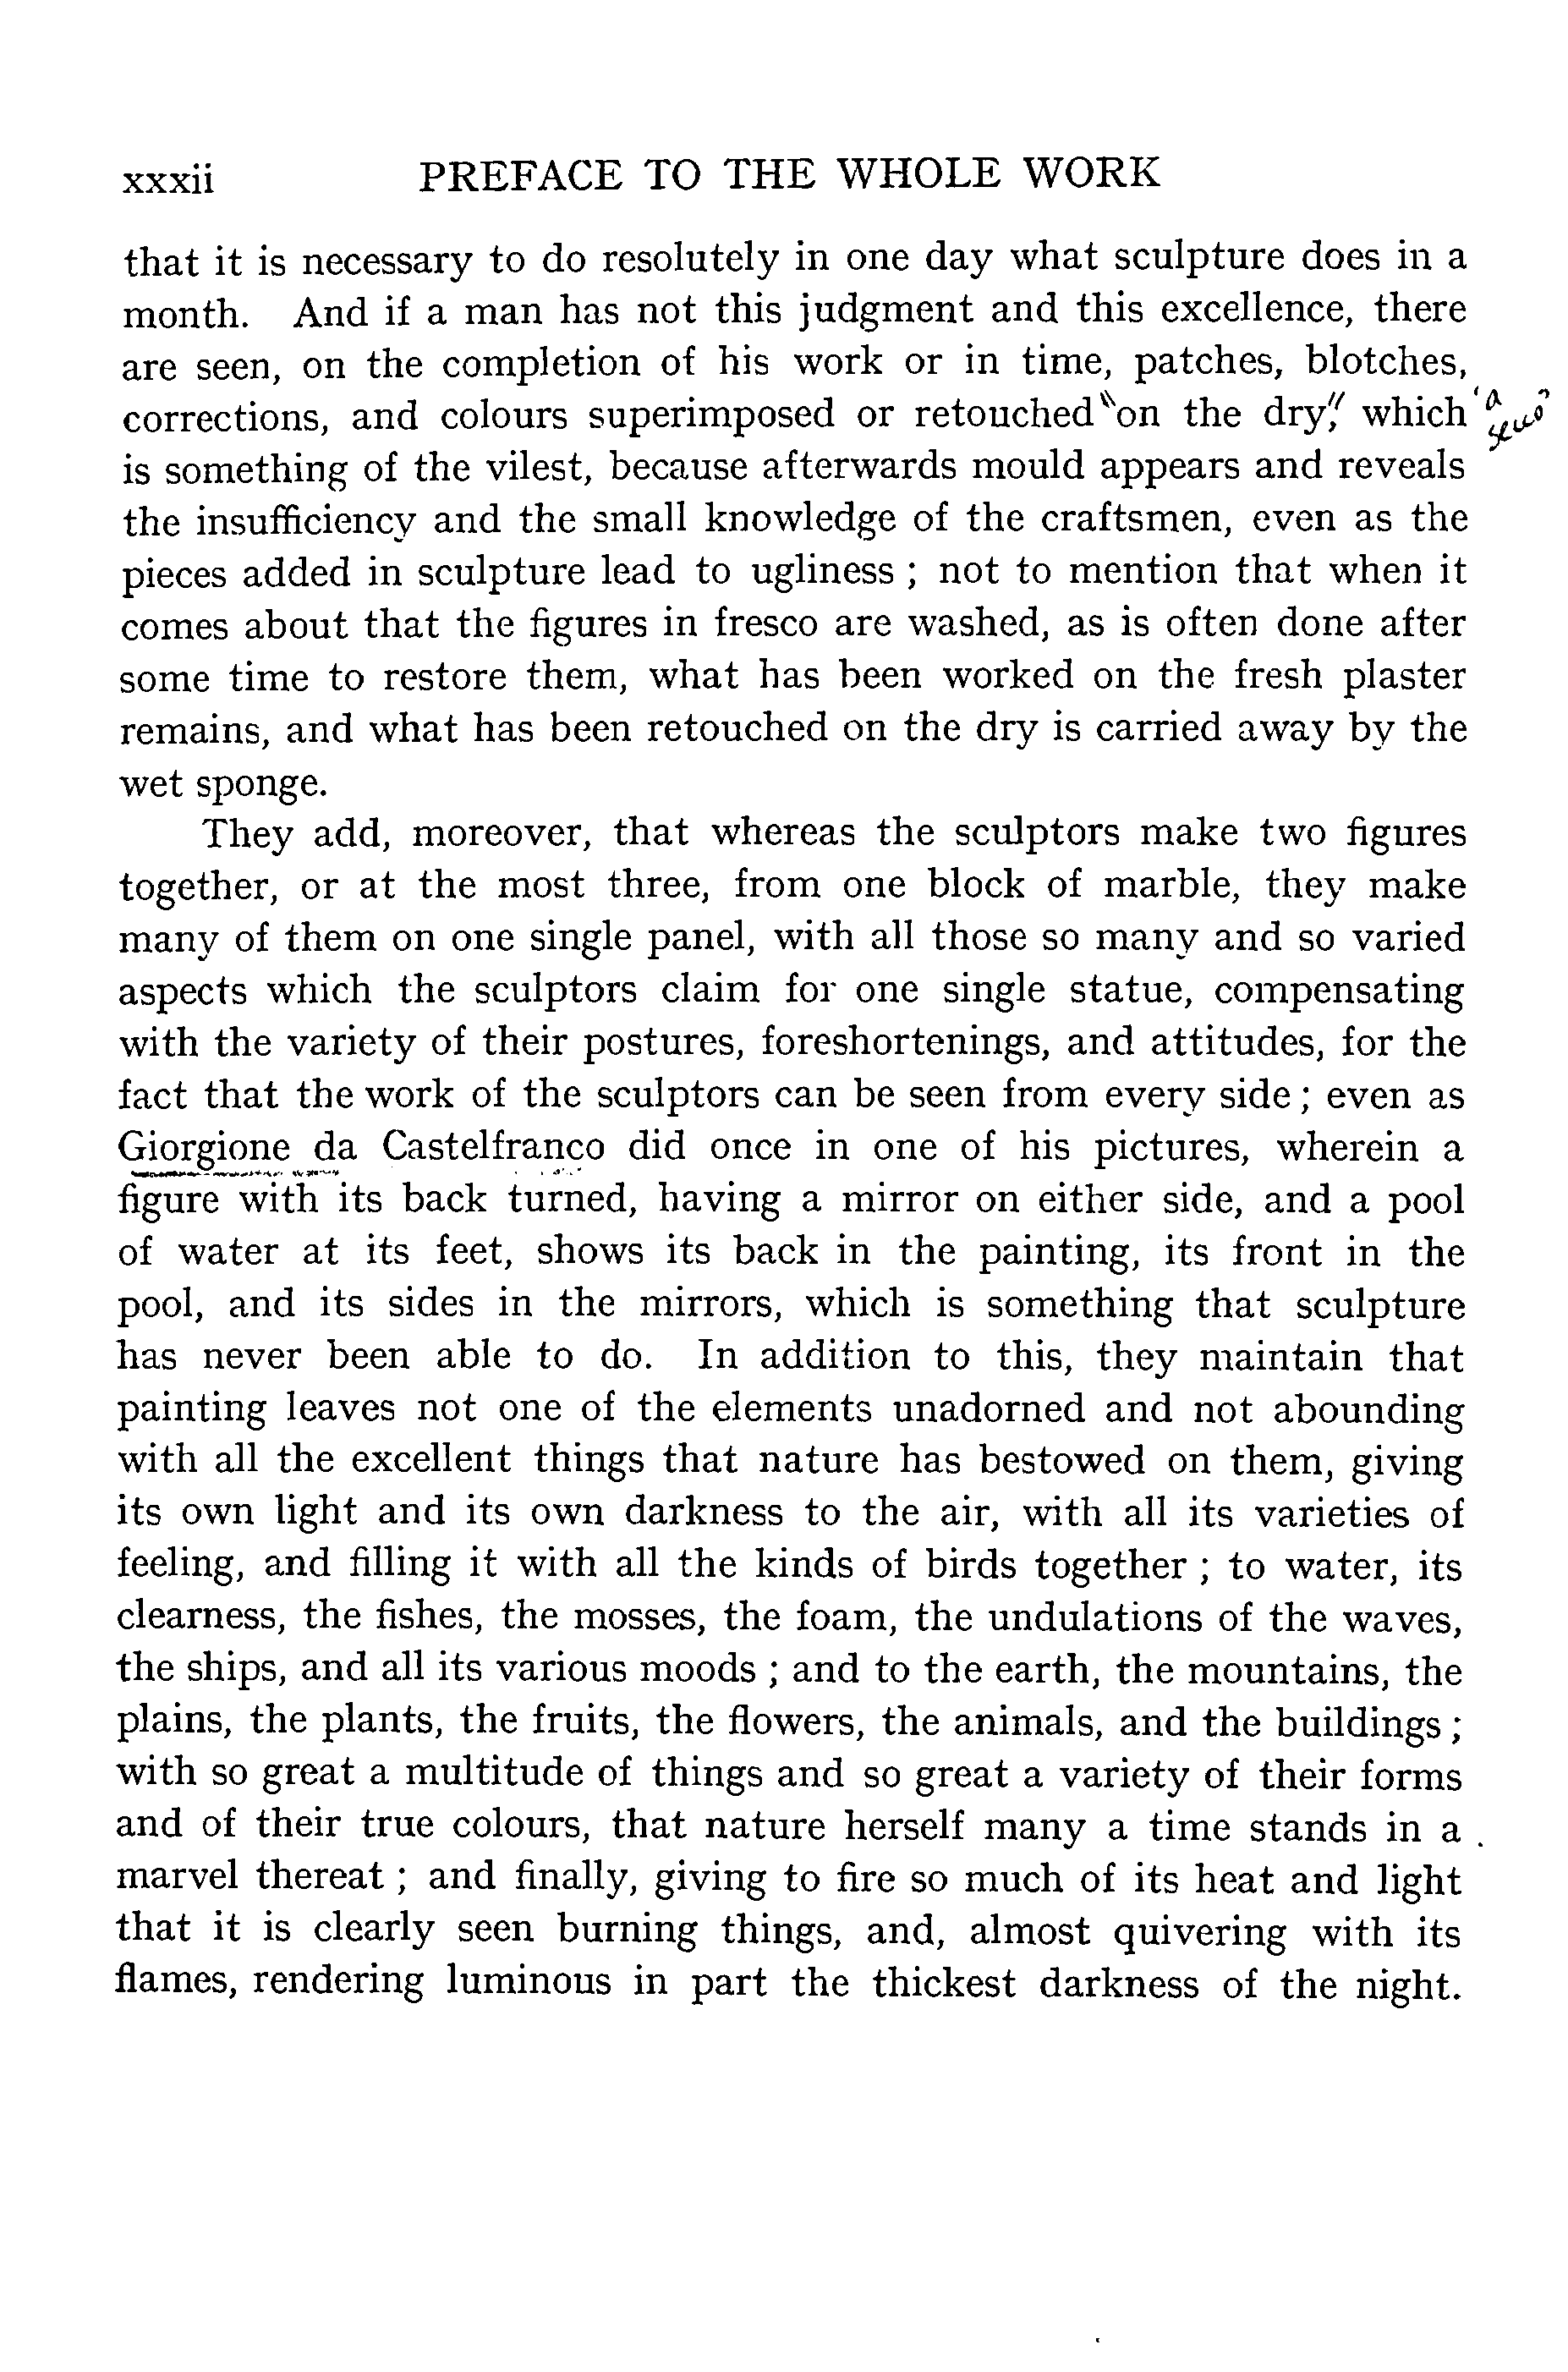 xxxii PREFACE TO THE WHOLE WORK
that it is necessary to do resolutely in one day what sculpture does in a
month. And if a man has not this judgment and this excellence, there
are seen, on the completion of his work or in time, patches, blotches,
corrections, and colours superimposed or retouched "on the dry," which 'a
secco'
is something of the vilest, because afterwards mould appears and reveals
the insufficiency and the small knowledge of the craftsmen, even as the
pieces added in sculpture lead to ugliness ; not to mention that when it
comes about that the figures in fresco are washed, as is often done after
some time to restore them, what has been worked on the fresh plaster
remains, and what has been retouched on the dry is carried away by the
wet sponge.
They add, moreover, that whereas the sculptors make two figures
together, or at the most three, from one block of marble, they make
many of them on one single panel, with all those so many and so varied
aspects which the sculptors claim for one single statue, compensating
with the variety of their postures, foreshortenings, and attitudes, for the
fact that the work of the sculptors can be seen from every side ; even as
Giorgione da Castelfranco did once in one of his pictures, wherein a
figure with its back turned, having a mirror on either side, and a pool
of water at its feet, shows its back in the painting, its front in the
pool, and its sides in the mirrors, which is something that sculpture
has never been able to do. In addition to this, they maintain that
painting leaves not one of the elements unadorned and not abounding
with all the excellent things that nature has bestowed on them, giving
its own light and its own darkness to the air, with all its varieties of
feeling, and filling it with all the kinds of birds together ; to water, its
clearness, the fishes, the mosses, the foam, the undulations of the waves,
the ships, and all its various moods ; and to the earth, the mountains, the
plains, the plants, the fruits, the flowers, the animals, and the buildings ;
with so great a multitude of things and so great a variety of their forms
and of their true colours, that nature herself many a time stands in a
marvel thereat ; and finally, giving to fire so much of its heat and light
that it is clearly seen burning things, and, almost quivering with its
flames, rendering luminous in part the thickest darkness of the night.